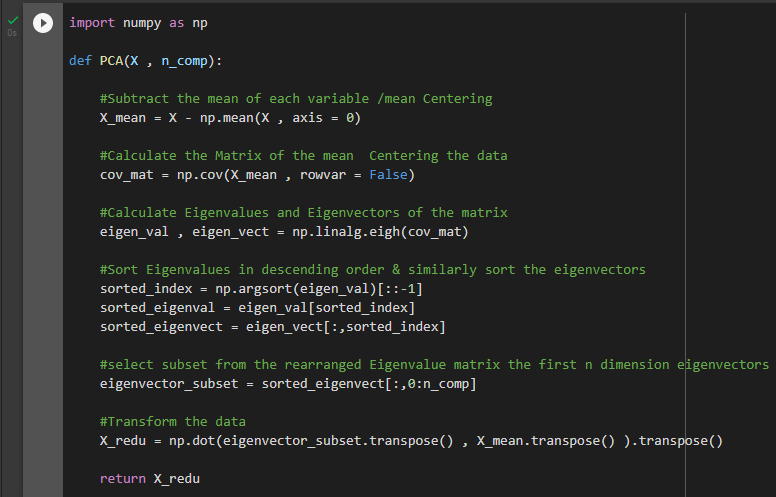 0s
import numpy as np
def PCA(X , n_comp):
#Subtract the mean of each variable /mean Centering
X_mean = X - np.mean(X , axis = 0)
#Calculate the Matrix of the mean  Centering the data
cov_mat = np.cov(X_mean , rowvar = False)
#Calculate Eigenvalues and Eigenvectors of the matrix
eigen_val , eigen_vect = np.linalg.eigh(cov_mat)
#Sort Eigenvalues in descending order & similarly sort the eigenvectors
sorted_index = np.argsort(eigen_val)[::-1]
sorted_eigenval = eigen_val[sorted_index]
sorted_eigenvect = eigen_vect[:,sorted_index]
#select subset from the rearranged Eigenvalue matrix the first n dimension eigenvectors
eigenvector_subset = sorted_eigenvect[:,0:n_comp]
#Transform the data
X_redu = np.dot(eigenvector_subset.transpose() , X_mean.transpose() ).transpose()
return X_redu